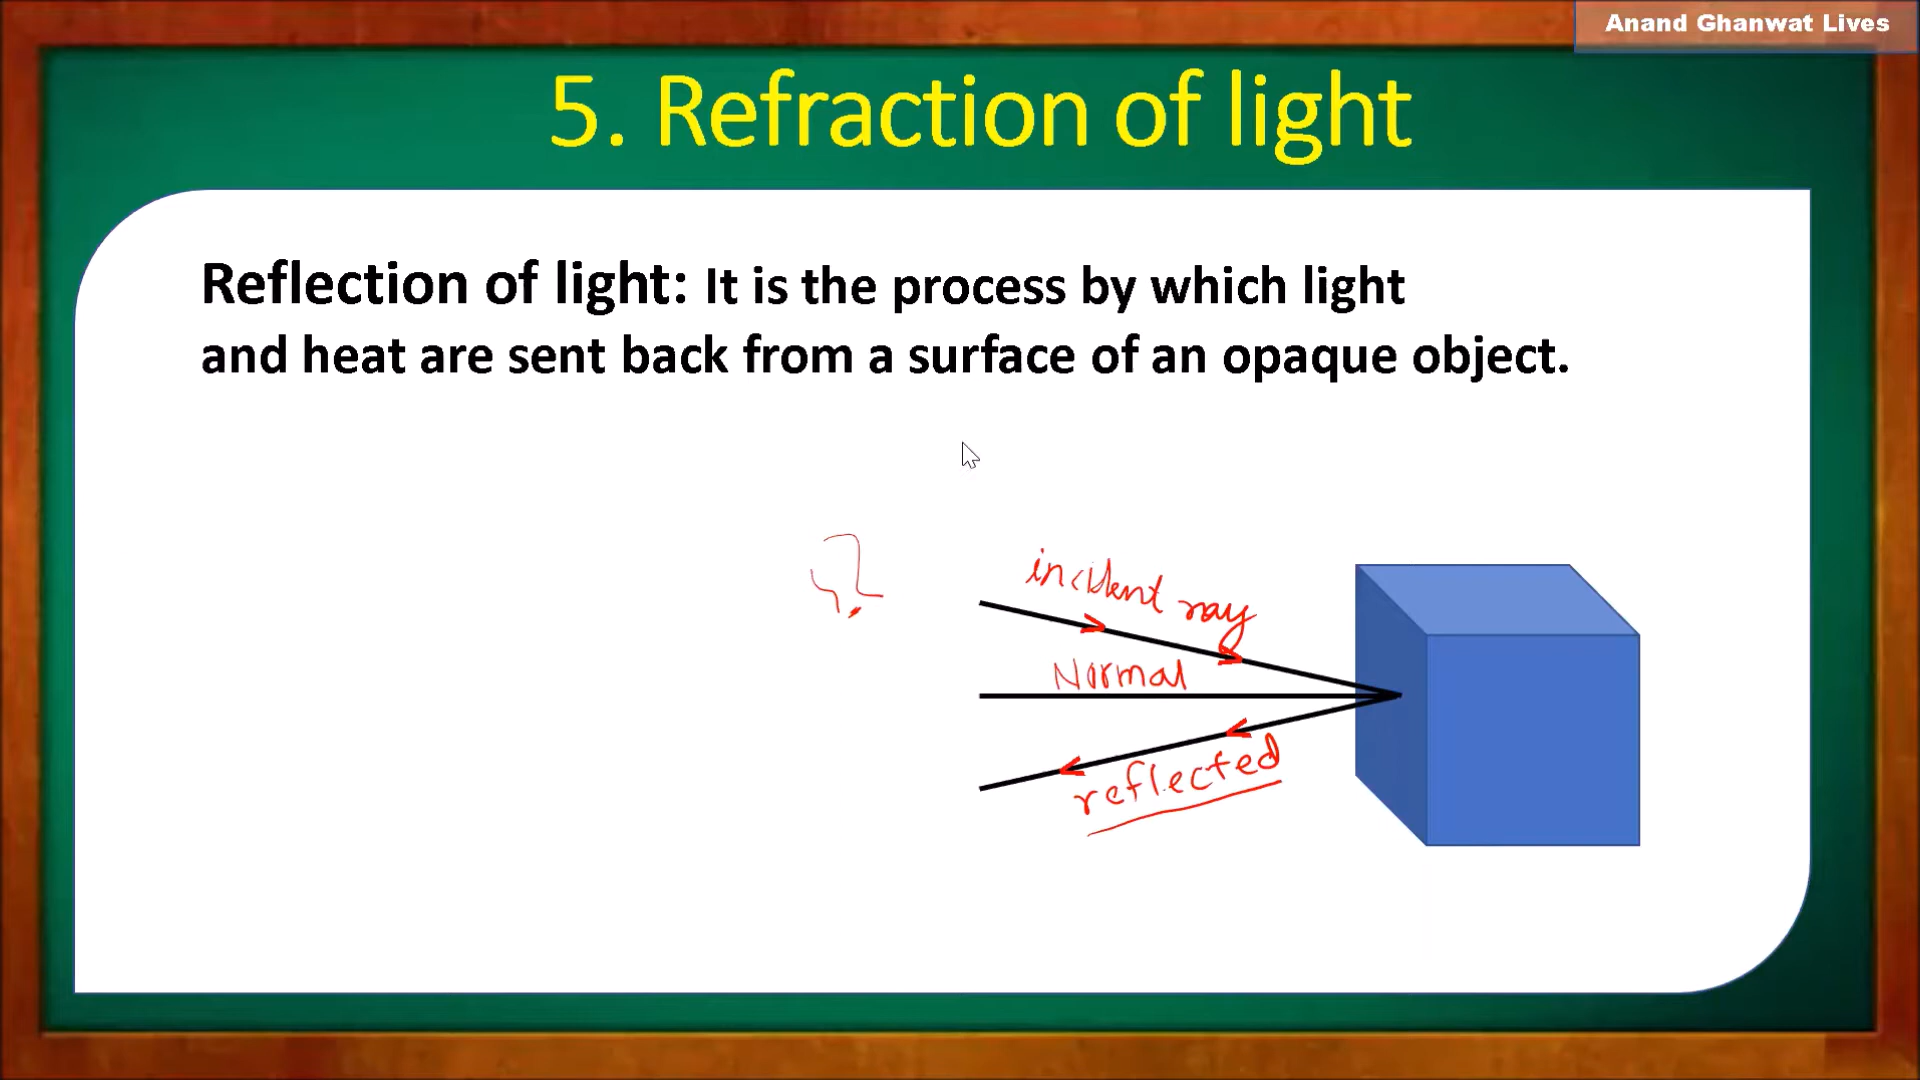 Anand Ghanwat Lives
5. Refraction of light
Reflection of light: It is the process by which light
and heat are sent back from a surface of an opaque object.
incident ray
Normal
reflected